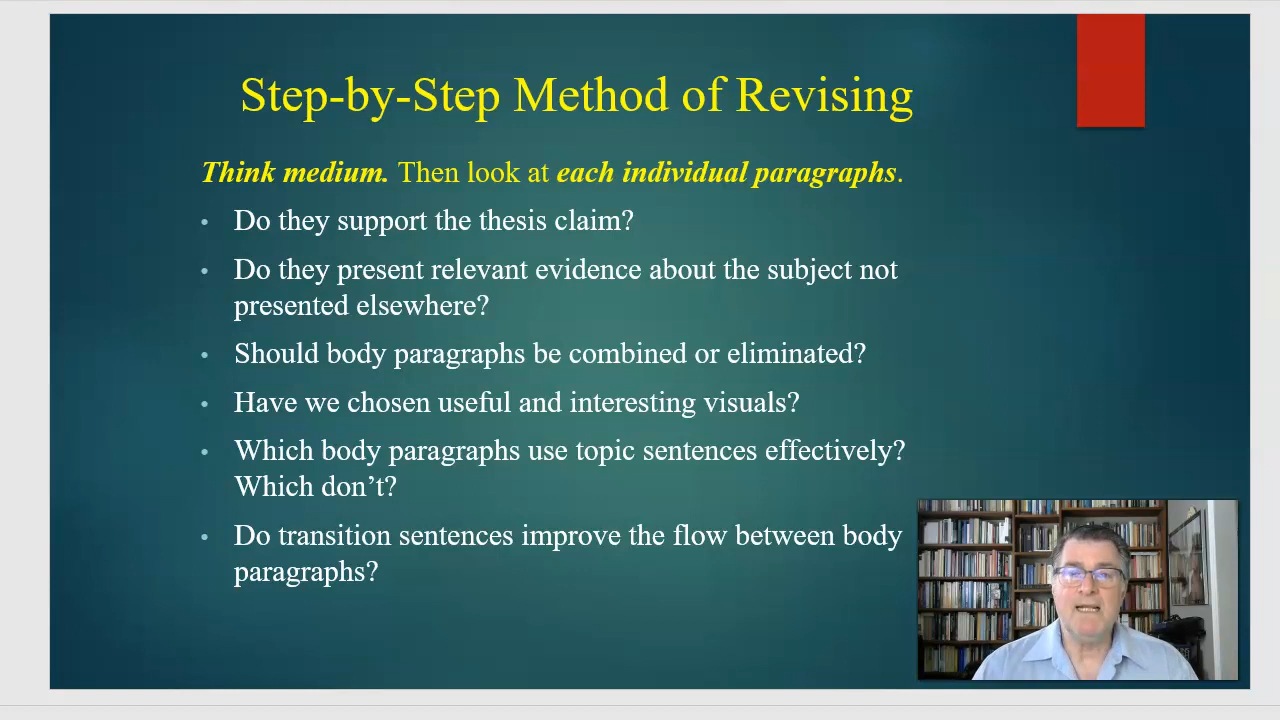 Step-by-Step Method of Revising
Think medium. Then look at each individual paragraphs.
• Do they support the thesis claim?
• Do they present relevant evidence about the subject not
presented elsewhere?
• Should body paragraphs be combined or eliminated?
• Have we chosen useful and interesting visuals?
• Which body paragraphs use topic sentences effectively?
Which don’t?
• Do transition sentences improve the flow between body
paragraphs?